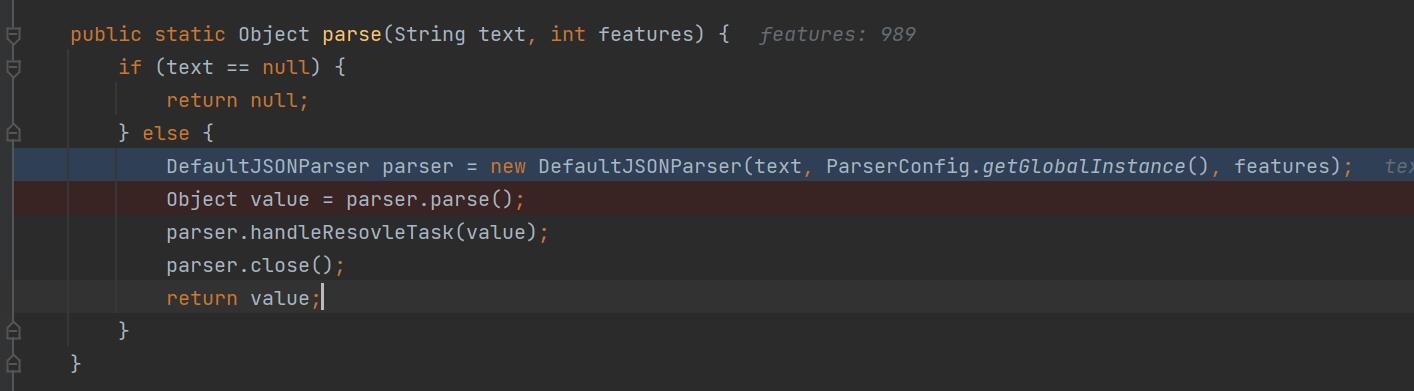 public static Object parse(String text, int features) {   features: 989
if (text == null) {
return null;
} else {
DefaultJSONParser parser = new DefaultJSONParser(text, ParserConfig.getGlobalInstance(), features);
Object value = parser.parse();
parser.handleResovleTask(value);
parser.close();
return value;
}
}